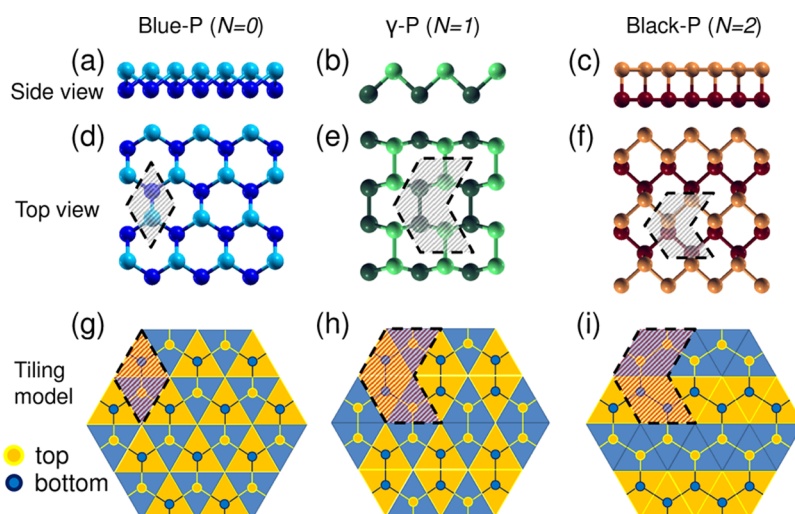 Blue-P (N=0) γ-P (N=1) Black-P (N=2)
(a) (b) (c)
Side view
(d) (e) (f)
Top view
(g) (h) (i)
Tiling
model
top
bottom